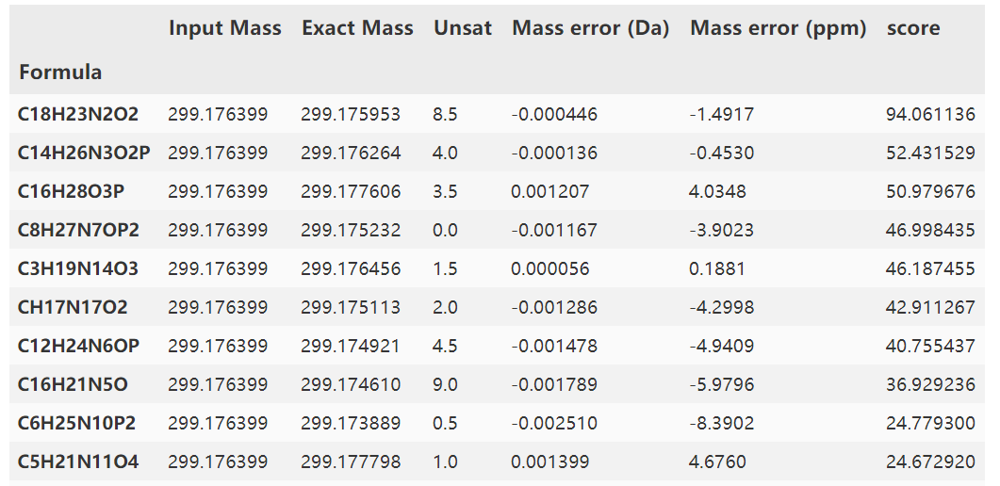 Input Mass Exact Mass Unsat Mass error (Da) Mass error (ppm) score
Formula
C18H23N2O2 299.176399 299.175953 8.5 -0.000446 -1.4917 94.061136
C14H26N3O2P 299.176399 299.176264 4.0 -0.000136 -0.4530 52.431529
C16H28O3P 299.176399 299.177606 3.5 0.001207 4.0348 50.979676
C8H27N7OP2 299.176399 299.175232 0.0 -0.001167 -3.9023 46.998435
C3H19N14O3 299.176399 299.176456 1.5 0.000056 0.1881 46.187455
CH17N17O2 299.176399 299.175113 2.0 -0.001286 -4.2998 42.911267
C12H24N6OP 299.176399 299.174921 4.5 -0.001478 -4.9409 40.755437
C16H21N5O 299.176399 299.174610 9.0 -0.001789 -5.9796 36.929236
C6H25N10P2 299.176399 299.173889 0.5 -0.002510 -8.3902 24.779300
C5H21N11O4 299.176399 299.177798 1.0 0.001399 4.6760 24.672920